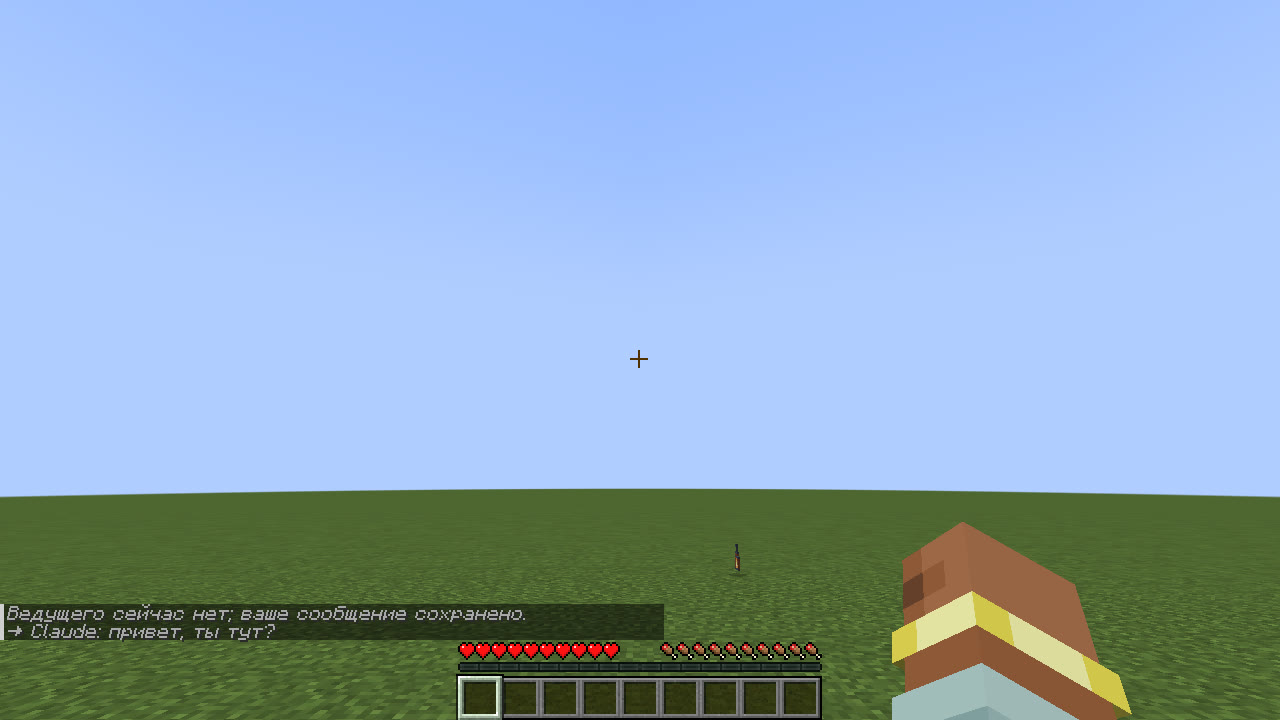 Ведущего сейчас нет; ваше сообщение сохранено.
→ Claude: привет, ты тут?